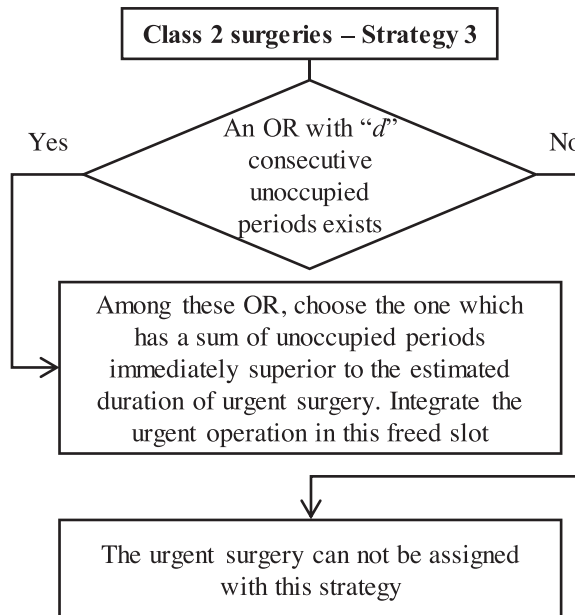 Class 2 surgeries – Strategy 3
An OR with “d”
Yes
consecutive
No
unoccupied
periods exists
Among these OR, choose the one which
has a sum of unoccupied periods
immediately superior to the estimated
duration of urgent surgery. Integrate the
urgent operation in this freed slot
The urgent surgery can not be assigned
with this strategy